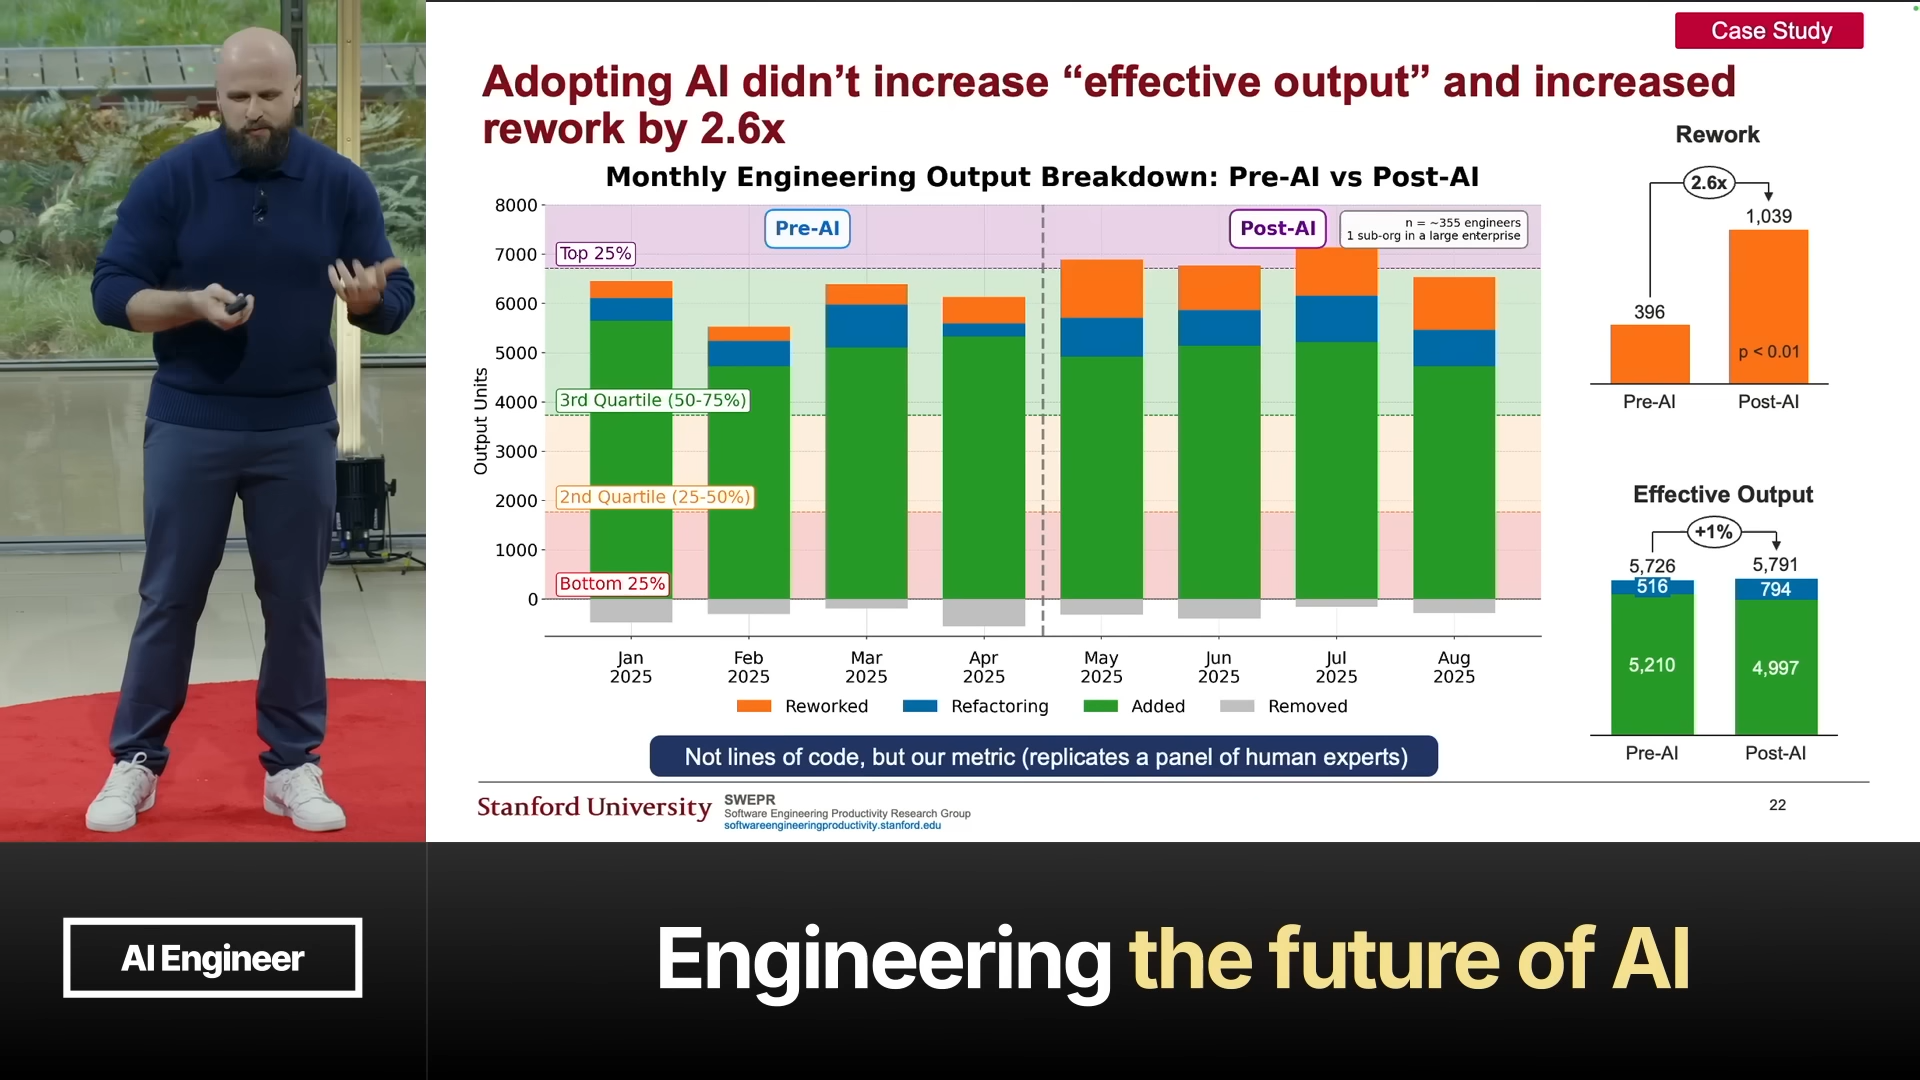 Case Study
Adopting AI didn’t increase “effective output” and increased
rework by 2.6x
Monthly Engineering Output Breakdown: Pre-AI vs Post-AI
Output Units
8000
7000
6000
5000
4000
3000
2000
1000
0
Top 25%
3rd Quartile (50-75%)
2nd Quartile (25-50%)
Bottom 25%
Pre-AI
Post-AI
n = ~355 engineers
1 sub-org in a large enterprise
Jan
2025
Feb
2025
Mar
2025
Apr
2025
May
2025
Jun
2025
Jul
2025
Aug
2025
Reworked
Refactoring
Added
Removed
Not lines of code, but our metric (replicates a panel of human experts)
Rework
2.6x
396
1,039
p < 0.01
Pre-AI
Post-AI
Effective Output
+1%
5,726
5,791
516
794
5,210
4,997
Pre-AI
Post-AI
Stanford University
SWEPR
Software Engineering Productivity Research Group
softwareengineeringproductivity.stanford.edu
22
AI Engineer
Engineering the future of AI